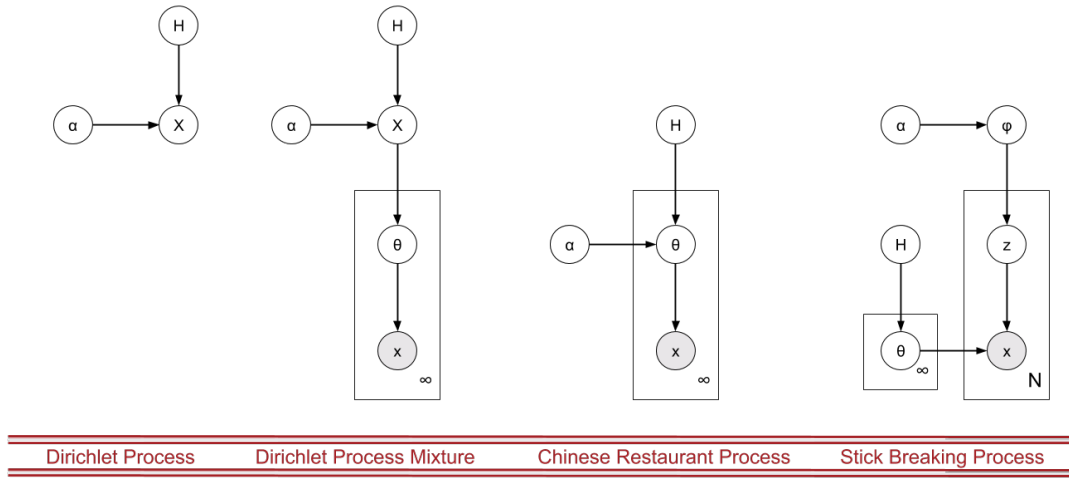 H
H
α
X
α
X
H
α
φ
θ
α
θ
H
z
x
∞
x
∞
θ
∞
x
N
Dirichlet Process
Dirichlet Process Mixture
Chinese Restaurant Process
Stick Breaking Process